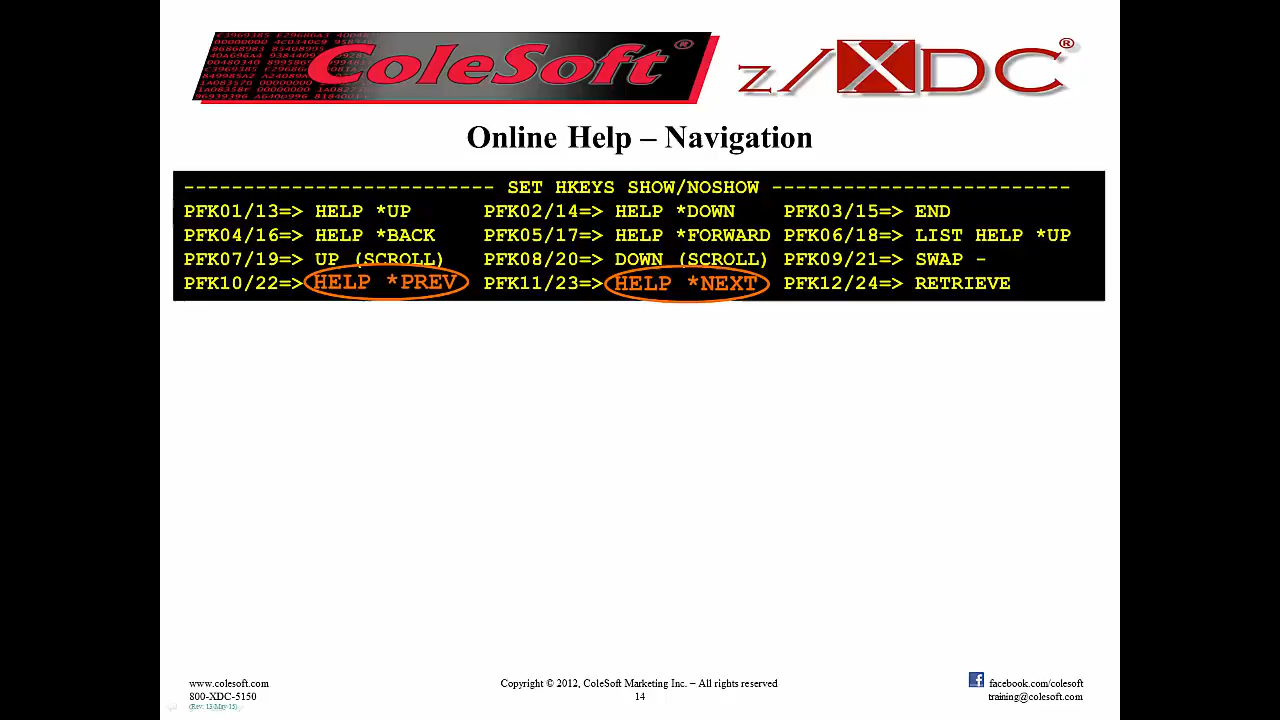 ColeSoft®
z/XDC®
Online Help – Navigation
-------------------------- SET HKEYS SHOW/NOSHOW -------------------------
PFK01/13=> HELP *UP PFK02/14=> HELP *DOWN PFK03/15=> END
PFK04/16=> HELP *BACK PFK05/17=> HELP *FORWARD PFK06/18=> LIST HELP *UP
PFK07/19=> UP (SCROLL) PFK08/20=> DOWN (SCROLL) PFK09/21=> SWAP -
PFK10/22=> HELP *PREV PFK11/23=> HELP *NEXT PFK12/24=> RETRIEVE
www.colesoft.com Copyright © 2012, ColeSoft Marketing Inc. – All rights reserved facebook.com/colesoft
800-XDC-5150 14 training@colesoft.com
(Rev: 13-May-15)